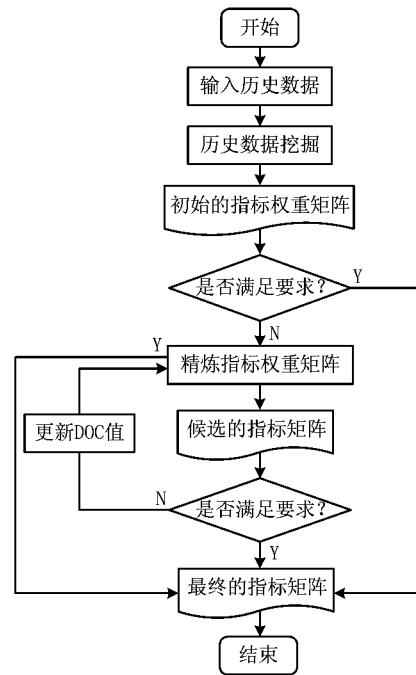 开始
输入历史数据
历史数据挖掘
初始的指标权重矩阵
是否满足要求？
Y
N
Y
精炼指标权重矩阵
更新DOC值
候选的指标矩阵
N
是否满足要求？
Y
最终的指标矩阵
结束